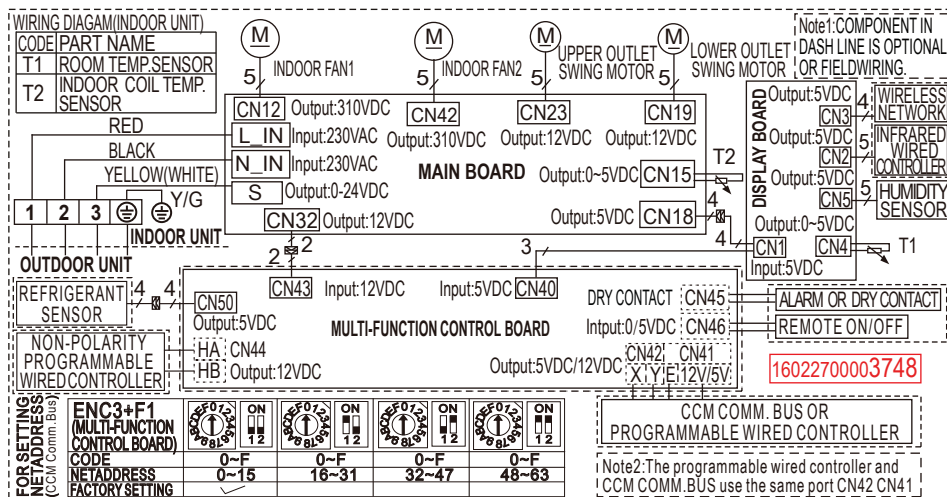 WIRING DIAGAM(INDOOR UNIT)
CODE PART NAME
T1 ROOM TEMP.SENSOR
T2 INDOOR COIL TEMP. SENSOR
M
5
INDOOR FAN1
M
5
INDOOR FAN2
M
5
UPPER OUTLET
SWING MOTOR
M
5
LOWER OUTLET
SWING MOTOR
Note1:COMPONENT IN
DASH LINE IS OPTIONAL
OR FIELDWIRING.
CN12 Output:310VDC
CN42
Output:310VDC
CN23
Output:12VDC
CN19
Output:12VDC
RED
L_IN Input:230VAC
BLACK
N_IN Input:230VAC
YELLOW(WHITE)
S Output:0-24VDC
Y/G
MAIN BOARD
Output:0~5VDC CN15
T2
Output:5VDC CN18
4
4
CN32 Output:12VDC
1 2 3
INDOOR UNIT
OUTDOOR UNIT
2
2
3
DISPLAY BOARD
Output:5VDC
CN3
4
WIRELESS
NETWORK
Output:5VDC
CN2
5
INFRARED
WIRED
CONTROLLER
Output:5VDC
CN5
5
HUMIDITY
SENSOR
Output:0~5VDC
CN1
CN4
T1
Input:5VDC
REFRIGERANT
SENSOR
4 4
CN50
Output:5VDC
CN43 Input:12VDC
Input:5VDC CN40
DRY CONTACT CN45
ALARM OR DRY CONTACT
Intput:0/5VDC CN46
REMOTE ON/OFF
MULTI-FUNCTION CONTROL BOARD
NON-POLARITY
PROGRAMMABLE
WIRED CONTROLLER
HA CN44
HB Output:12VDC
Output:5VDC/12VDC
CN42 CN41
X Y E 12V/5V
16022700003748
CCM COMM. BUS OR
PROGRAMMABLE WIRED CONTROLLER
Note2:The programmable wired controller and
CCM COMM.BUS use the same port CN42 CN41
FOR SETTING
NETADDRESS
(CCM Comm. Bus)
ENC3+F1
(MULTI-FUNCTION
CONTROL BOARD)
0123456789ABCDEF ON 1 2
0123456789ABCDEF ON 1 2
0123456789ABCDEF ON 1 2
0123456789ABCDEF ON 1 2
CODE 0~F 0~F 0~F 0~F
NETADDRESS 0~15 16~31 32~47 48~63
FACTORY SETTING ✓